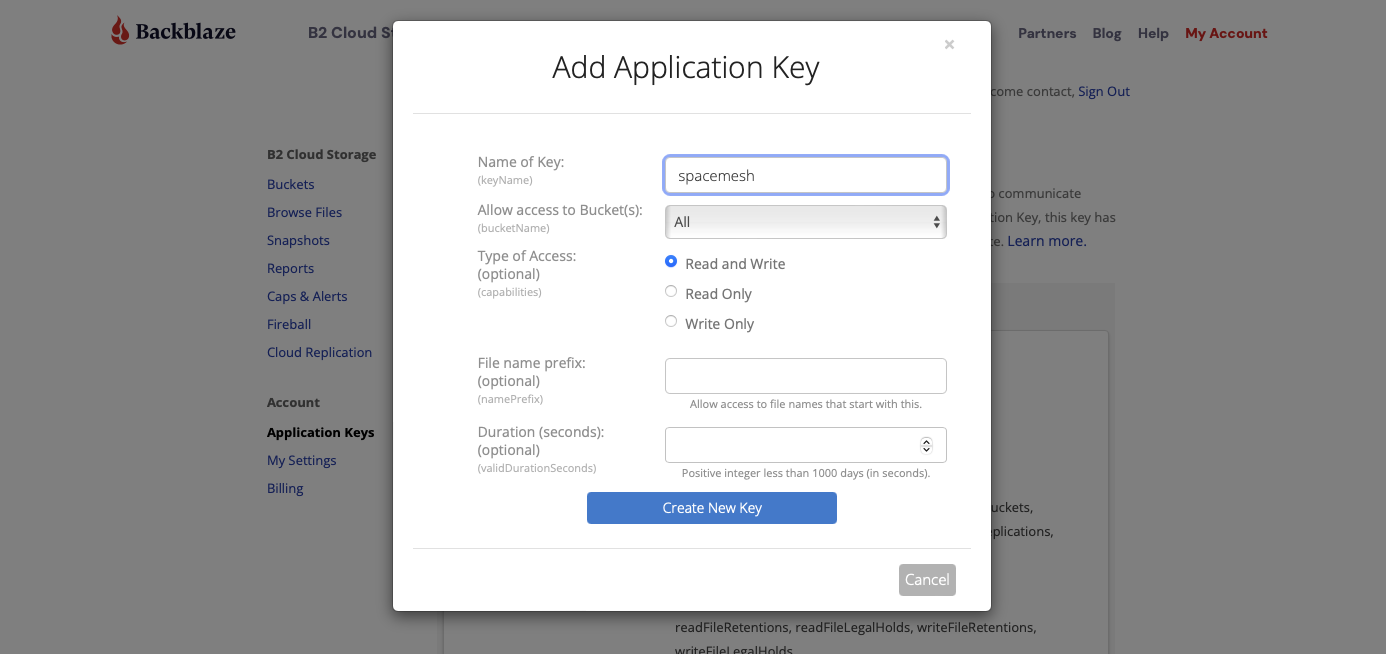 Backblaze
B2 Cloud St
Partners
Blog
Help
My Account
come contact, Sign Out
B2 Cloud Storage
Buckets
Browse Files
Snapshots
Reports
Caps & Alerts
Fireball
Cloud Replication
Account
Application Keys
My Settings
Billing
×
Add Application Key
Name of Key:
(keyName)
spacemesh
Allow access to Bucket(s):
(bucketName)
All
Type of Access:
(optional)
(capabilities)
Read and Write
Read Only
Write Only
File name prefix:
(optional)
(namePrefix)
Allow access to file names that start with this.
Duration (seconds):
(optional)
(validDurationSeconds)
Positive integer less than 1000 days (in seconds).
Create New Key
Cancel
communicate
ion Key, this key has
e. Learn more.
uckets,
eplications,
readFileRetentions, readFileLegalHolds, writeFileRetentions,
writeFileLegalHolds